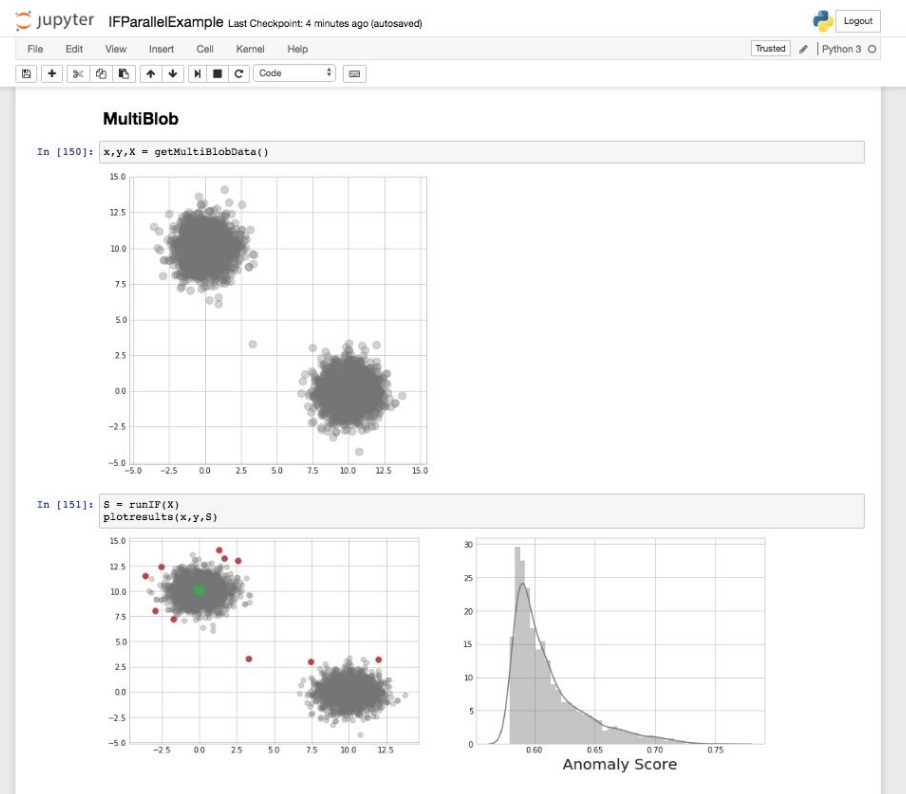 jupyter IFParallelExample Last Checkpoint: 4 minutes ago (autosaved) Logout
File Edit View Insert Cell Kernel Help Trusted Python 3
Code
MultiBlob
In [150]: x,y,X = getMultiBlobData()
15.0
12.5
10.0
7.5
5.0
2.5
0.0
−2.5
−5.0
−5.0 −2.5 0.0 2.5 5.0 7.5 10.0 12.5 15.0
In [151]: S = runIF(X)
plotresults(x,y,S)
15.0
12.5
10.0
7.5
5.0
2.5
0.0
−2.5
−5.0
−2.5 0.0 2.5 5.0 7.5 10.0 12.5
30
25
20
15
10
5
0
0.60 0.65 0.70 0.75
Anomaly Score